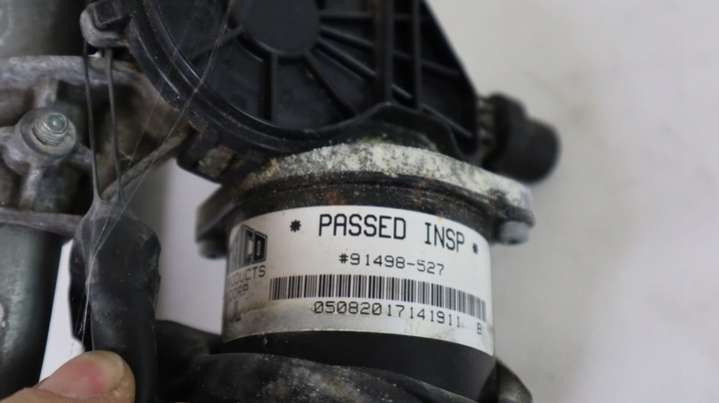 * PASSED INSP *
#91498-527
05082017141911 B